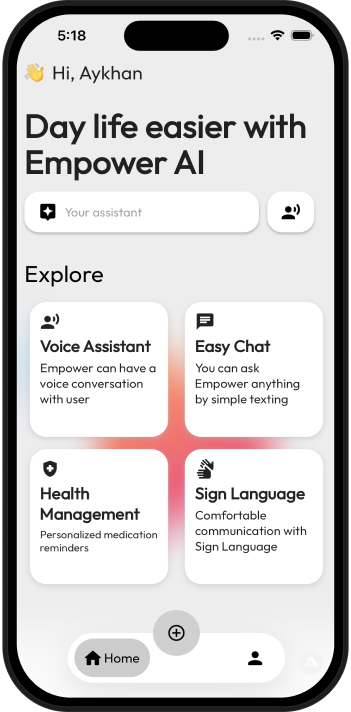 5:18
👋 Hi, Aykhan
Day life easier with
Empower AI
Your assistant
Explore
Voice Assistant
Empower can have a
voice conversation
with user
Easy Chat
You can ask
Empower anything
by simple texting
Health
Management
Personalized medication
reminders
Sign Language
Comfortable
communication with
Sign Language
Home